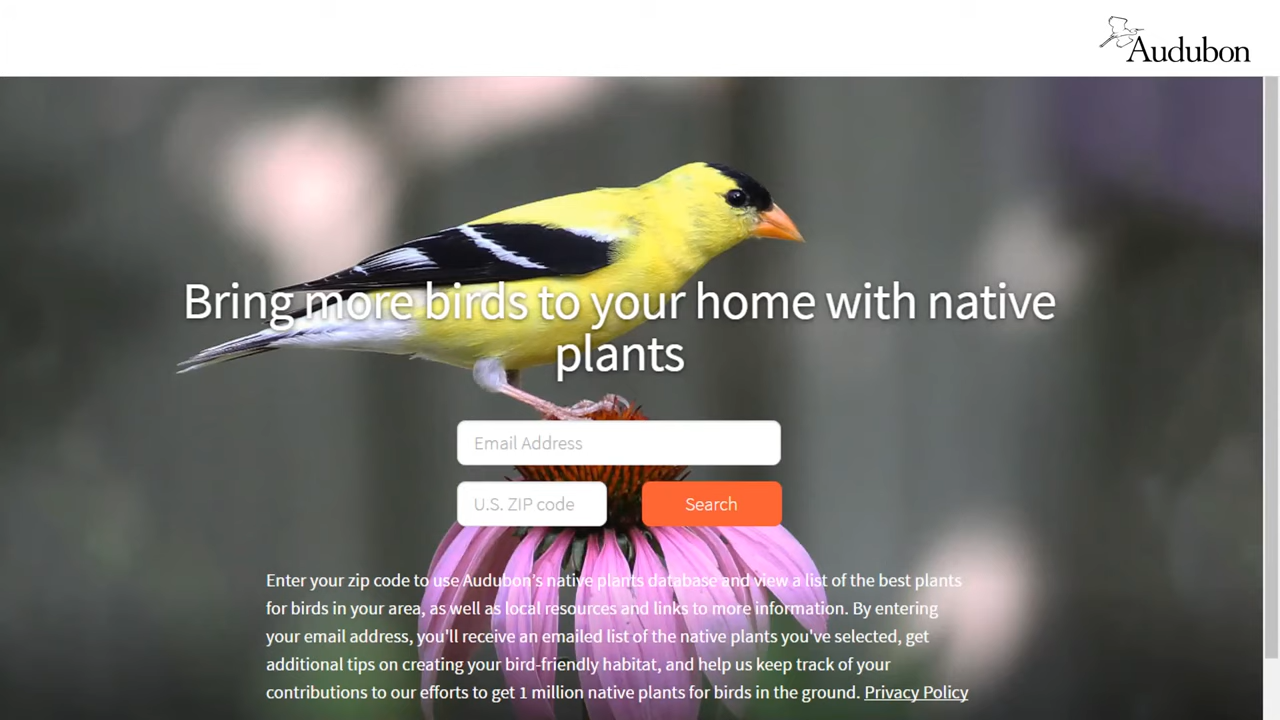 Audubon
Bring more birds to your home with native
plants
Email Address
U.S. ZIP code
Search
Enter your zip code to use Audubon's native plants database and view a list of the best plants
for birds in your area, as well as local resources and links to more information. By entering
your email address, you'll receive an emailed list of the native plants you've selected, get
additional tips on creating your bird-friendly habitat, and help us keep track of your
contributions to our efforts to get 1 million native plants for birds in the ground. Privacy Policy